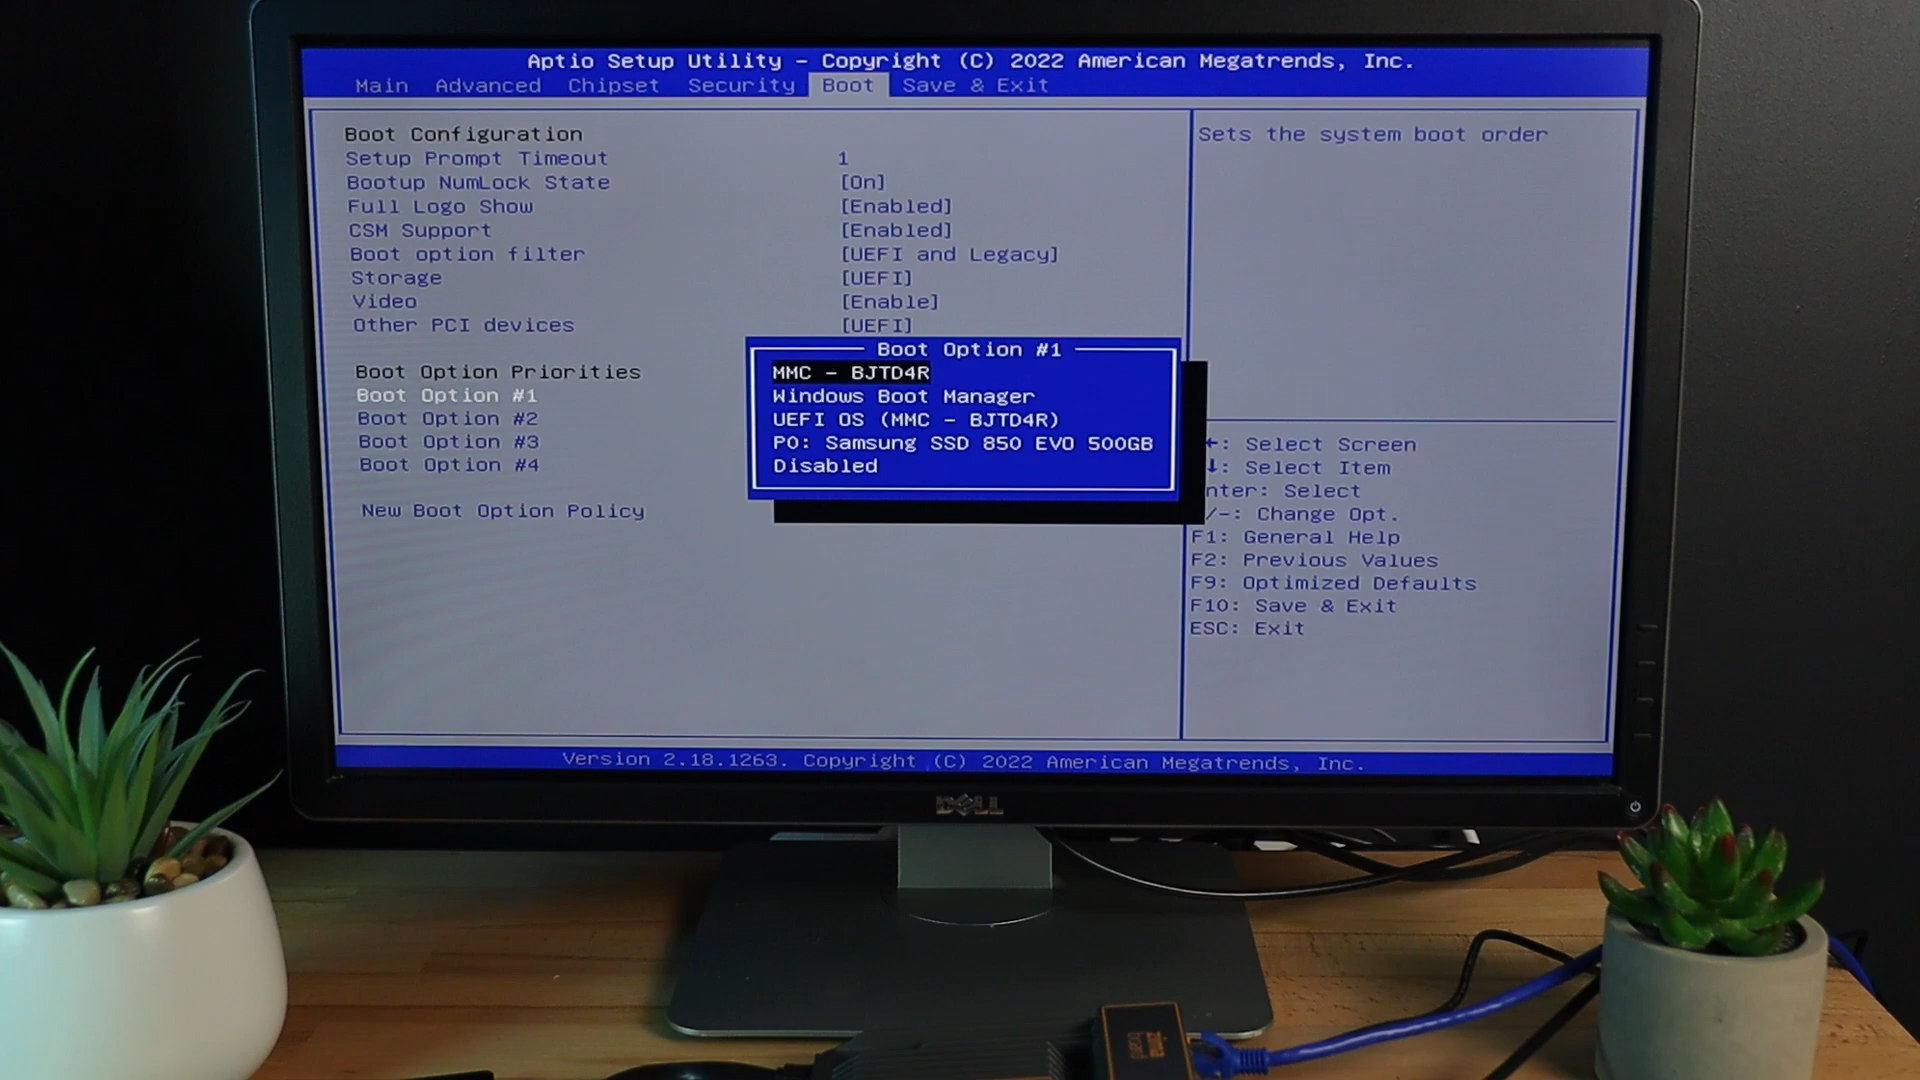 Aptio Setup Utility – Copyright (C) 2022 American Megatrends, Inc.
Main Advanced Chipset Security Boot Save & Exit
Boot Configuration
Setup Prompt Timeout 1
Bootup NumLock State [On]
Full Logo Show [Enabled]
CSM Support [Enabled]
Boot option filter [UEFI and Legacy]
Storage [UEFI]
Video [Enable]
Other PCI devices [UEFI]
Boot Option Priorities
Boot Option #1
Boot Option #2
Boot Option #3
Boot Option #4
New Boot Option Policy
Boot Option #1
MMC – BJTD4R
Windows Boot Manager
UEFI OS (MMC – BJTD4R)
P0: Samsung SSD 850 EVO 500GB
Disabled
Sets the system boot order
←: Select Screen
↓: Select Item
nter: Select
/–: Change Opt.
F1: General Help
F2: Previous Values
F9: Optimized Defaults
F10: Save & Exit
ESC: Exit
Version 2.18.1263. Copyright (C) 2022 American Megatrends, Inc.
DELL